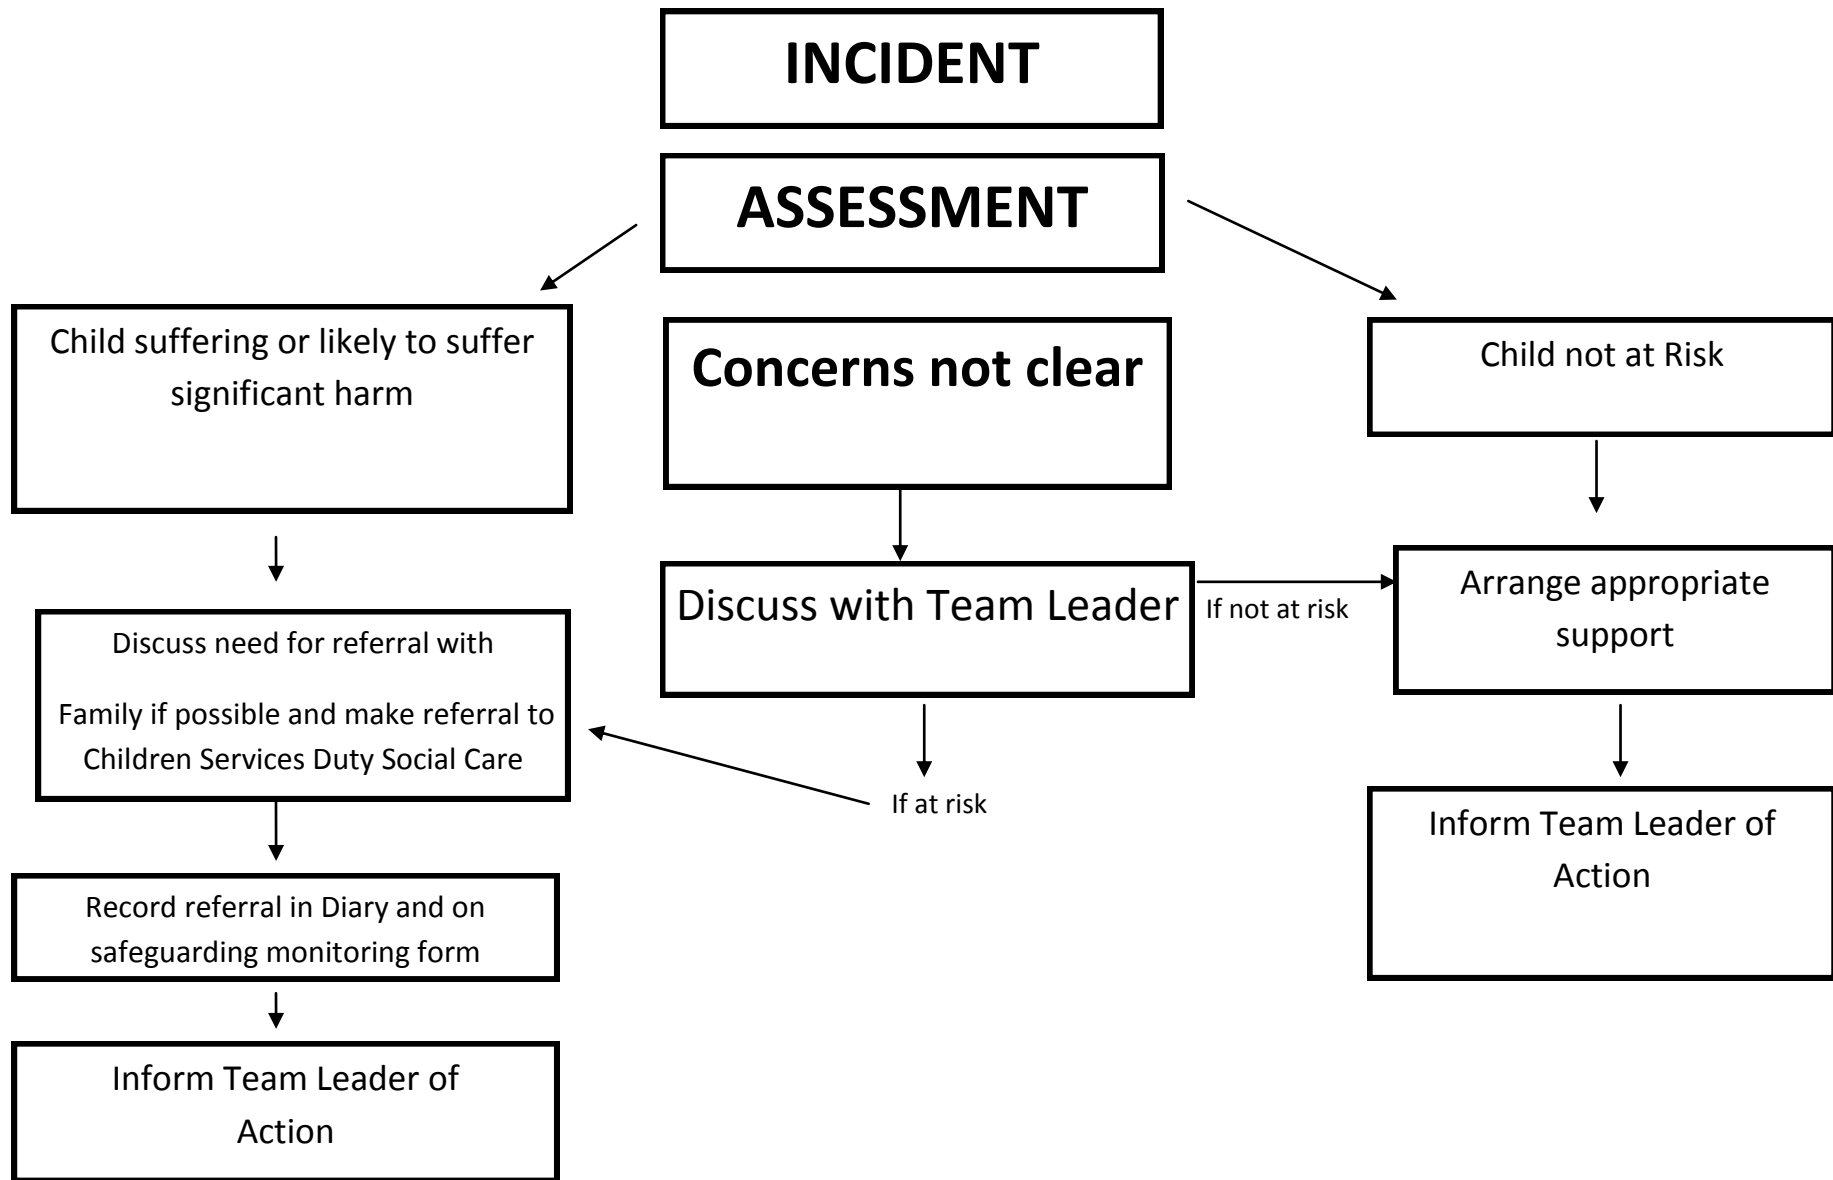 INCIDENT
ASSESSMENT
Child suffering or likely to suffer
significant harm
Concerns not clear
Child not at Risk
Discuss need for referral with
Family if possible and make referral to
Children Services Duty Social Care
Discuss with Team Leader
If not at risk
Arrange appropriate
support
If at risk
Inform Team Leader of
Action
Record referral in Diary and on
safeguarding monitoring form
Inform Team Leader of
Action